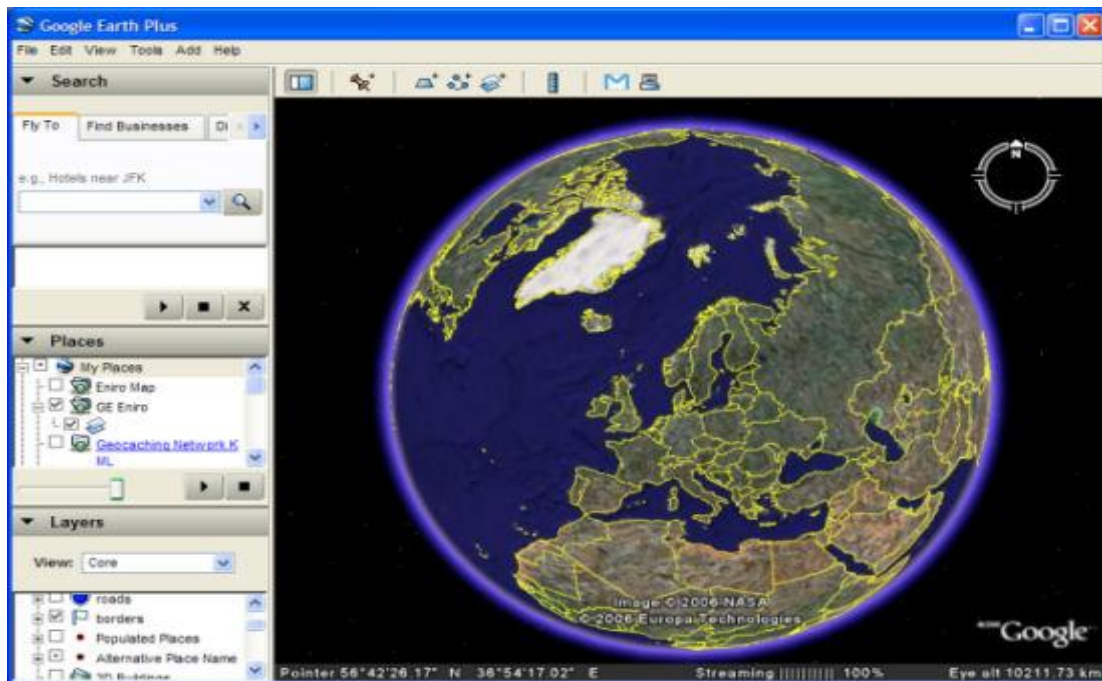 Google Earth Plus
File Edit View Tools Add Help
Search
Fly To Find Businesses Di
e.g., Hotels near JFK
Places
My Places
Eniro Map
GE Eniro
Geocaching Network K
ML
Layers
View: Core
roads
borders
Populated Places
Alternative Place Name
3D Buildings
N
Image © 2006 NASA
© 2006 Europa Technologies
Google
Pointer 56°42'26.17" N 36°54'17.02" E Streaming |||||||||| 100% Eye alt 10211.73 km